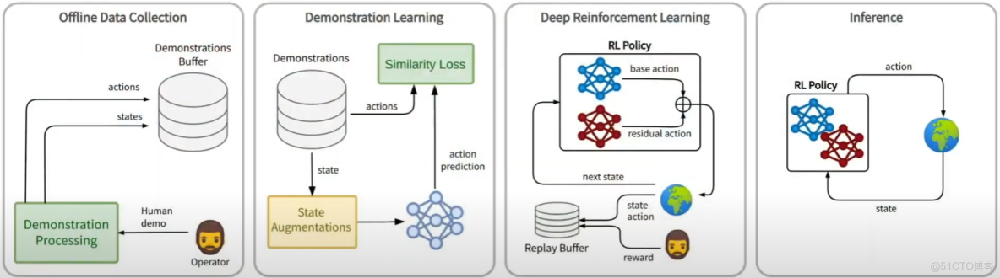 Offline Data Collection
Demonstrations
Buffer
actions
states
Demonstration
Processing
Human
demo
Operator
Demonstration Learning
Demonstrations
Similarity Loss
actions
action
prediction
state
State
Augmentations
Deep Reinforcement Learning
RL Policy
base action
residual action
next state
state
action
Replay Buffer
reward
Inference
action
RL Policy
state
@51CTO博客